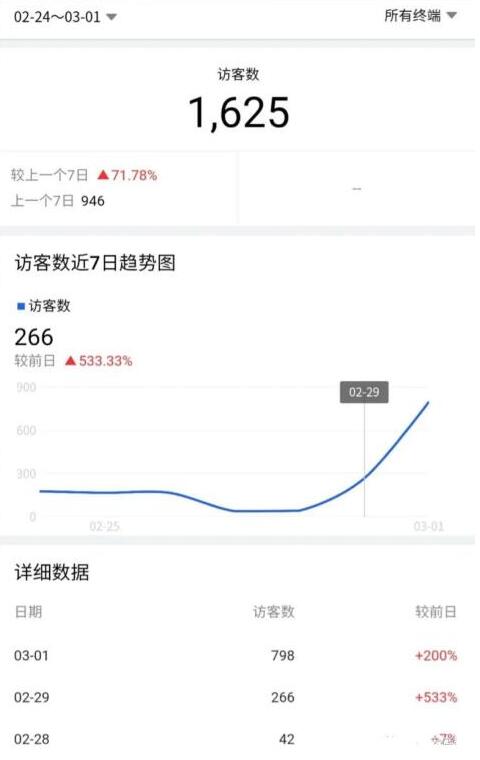 02-24～03-01 所有终端
访客数
1,625
较上一个7日 ▲71.78%
上一个7日 946
--
访客数近7日趋势图
访客数
266
较前日 ▲533.33%
900
02-29
600
300
0
02-25 03-01
详细数据
日期 访客数 较前日
03-01 798 +200%
02-29 266 +533%
02-28 42 +7%